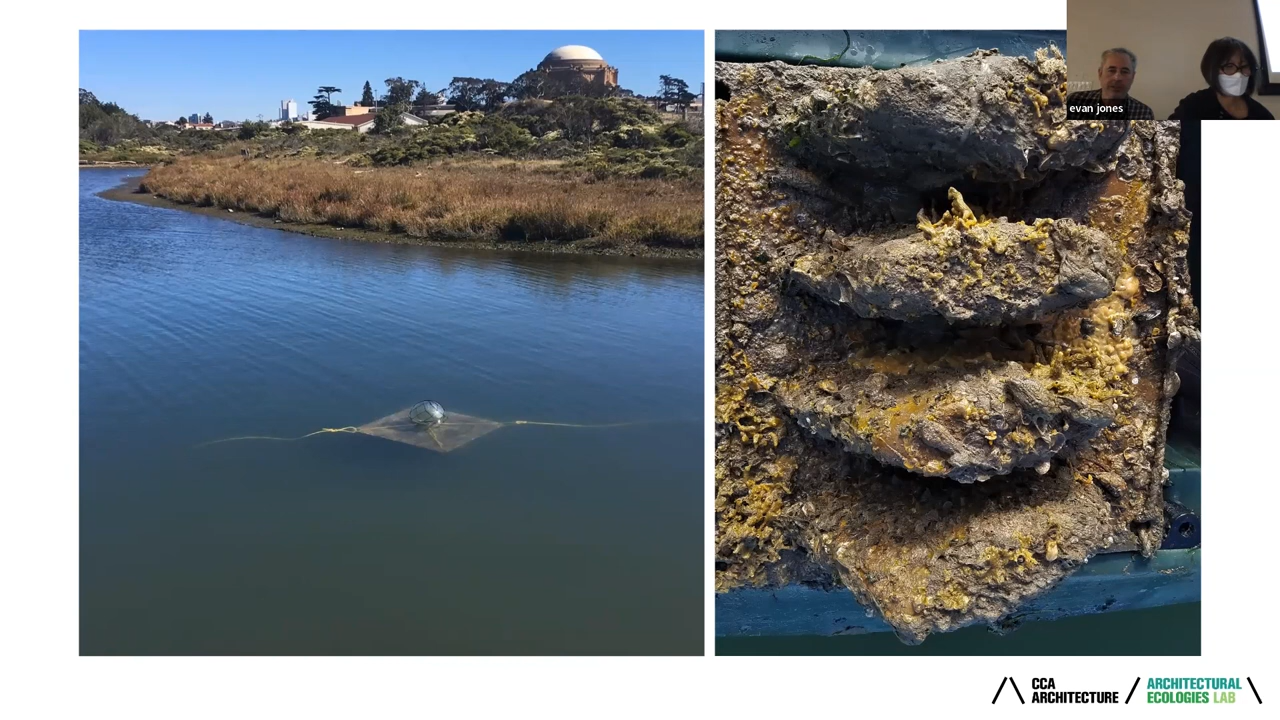 evan jones
CCA
ARCHITECTURE
ARCHITECTURAL
ECOLOGIES LAB